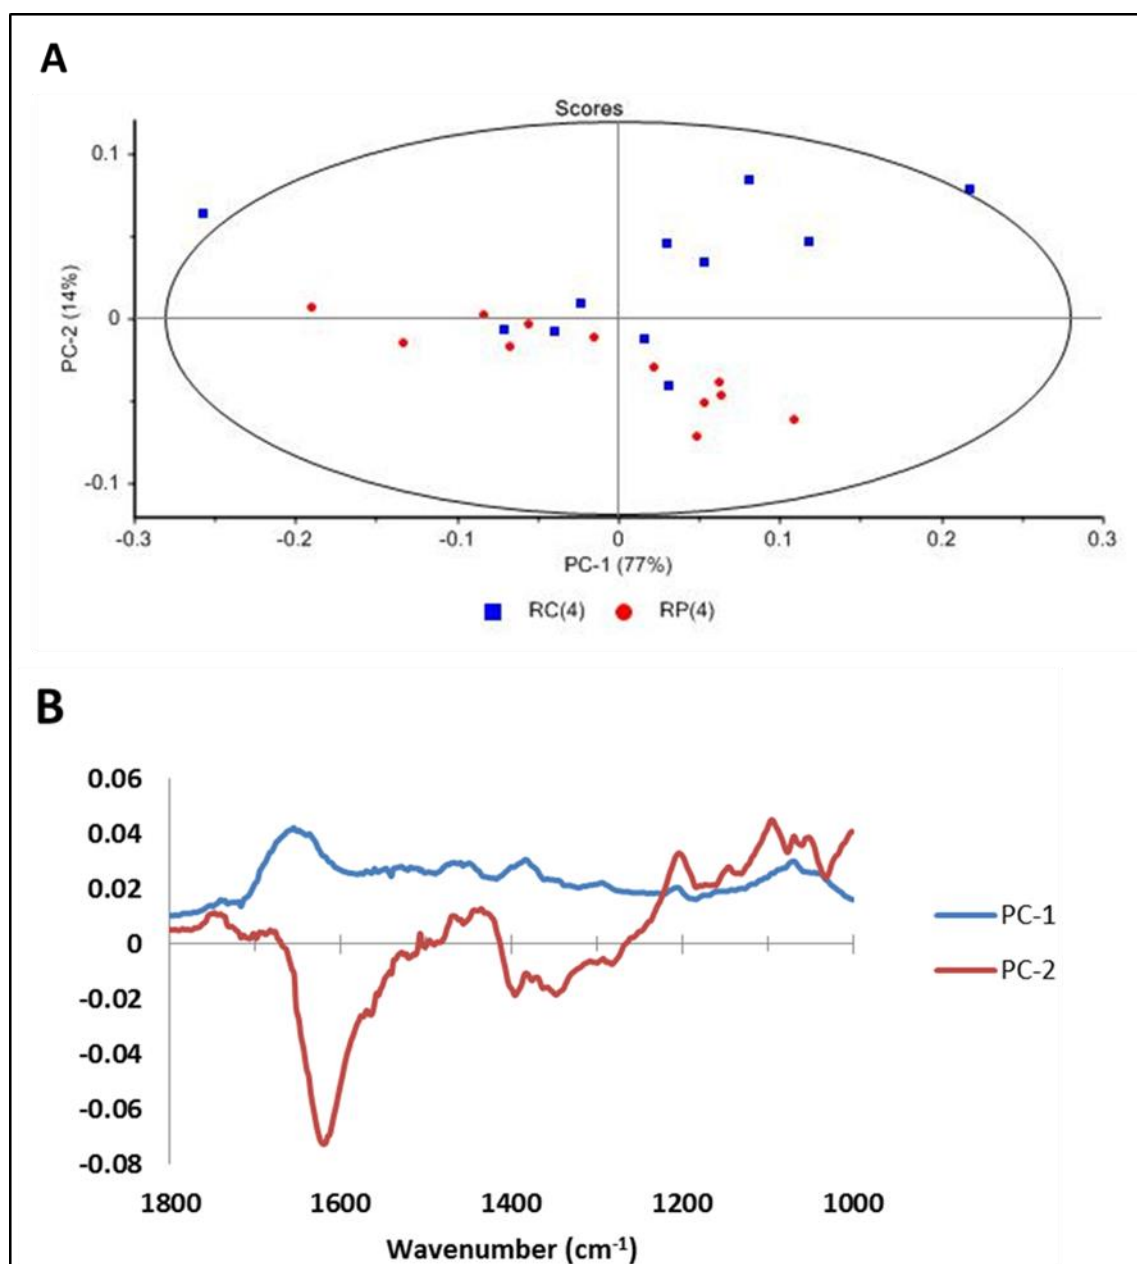 A
Scores
0.1
0
-0.1
PC-2 (14%)
-0.3 -0.2 -0.1 0 0.1 0.2 0.3
PC-1 (77%)
RC(4) RP(4)
B
0.06
0.04
0.02
0
-0.02
-0.04
-0.06
-0.08
PC-1
PC-2
1800 1600 1400 1200 1000
Wavenumber (cm-1)